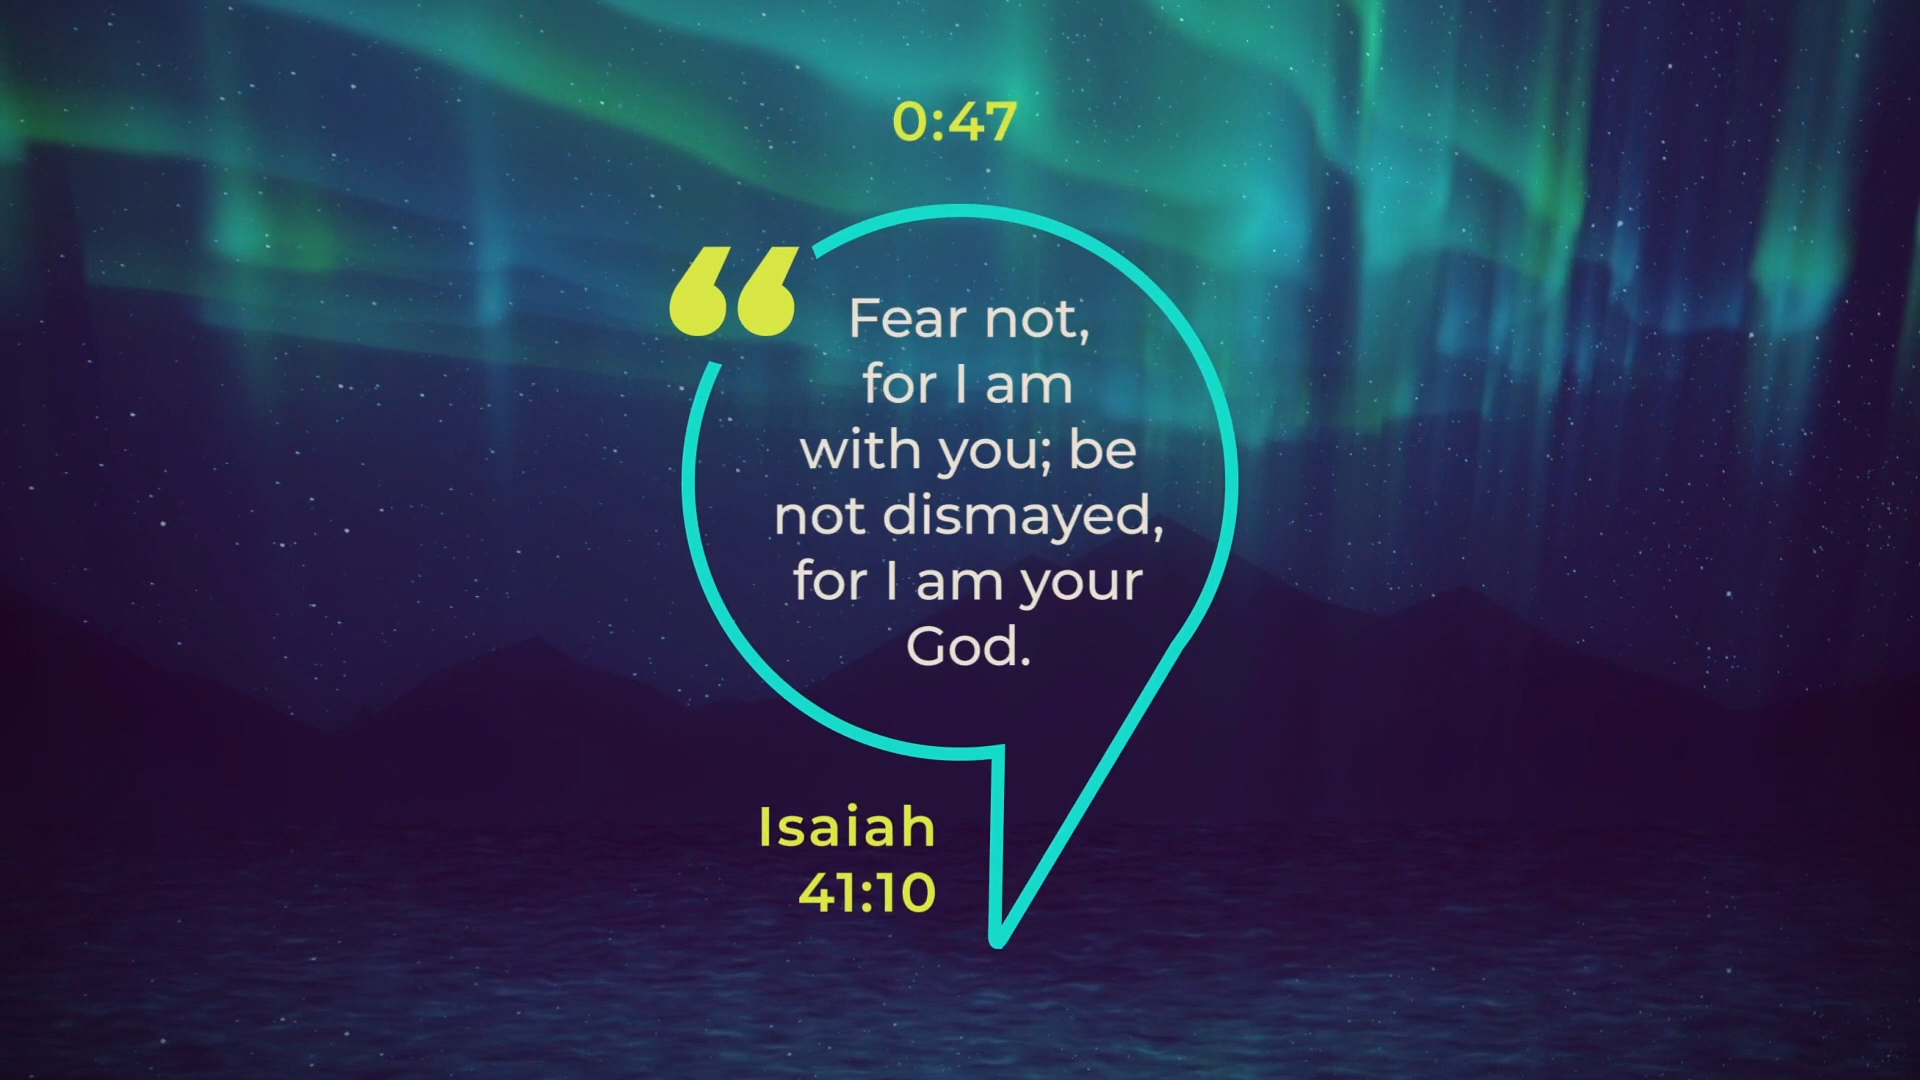 0:47
“
Fear not,
for I am
with you; be
not dismayed,
for I am your
God.
Isaiah
41:10